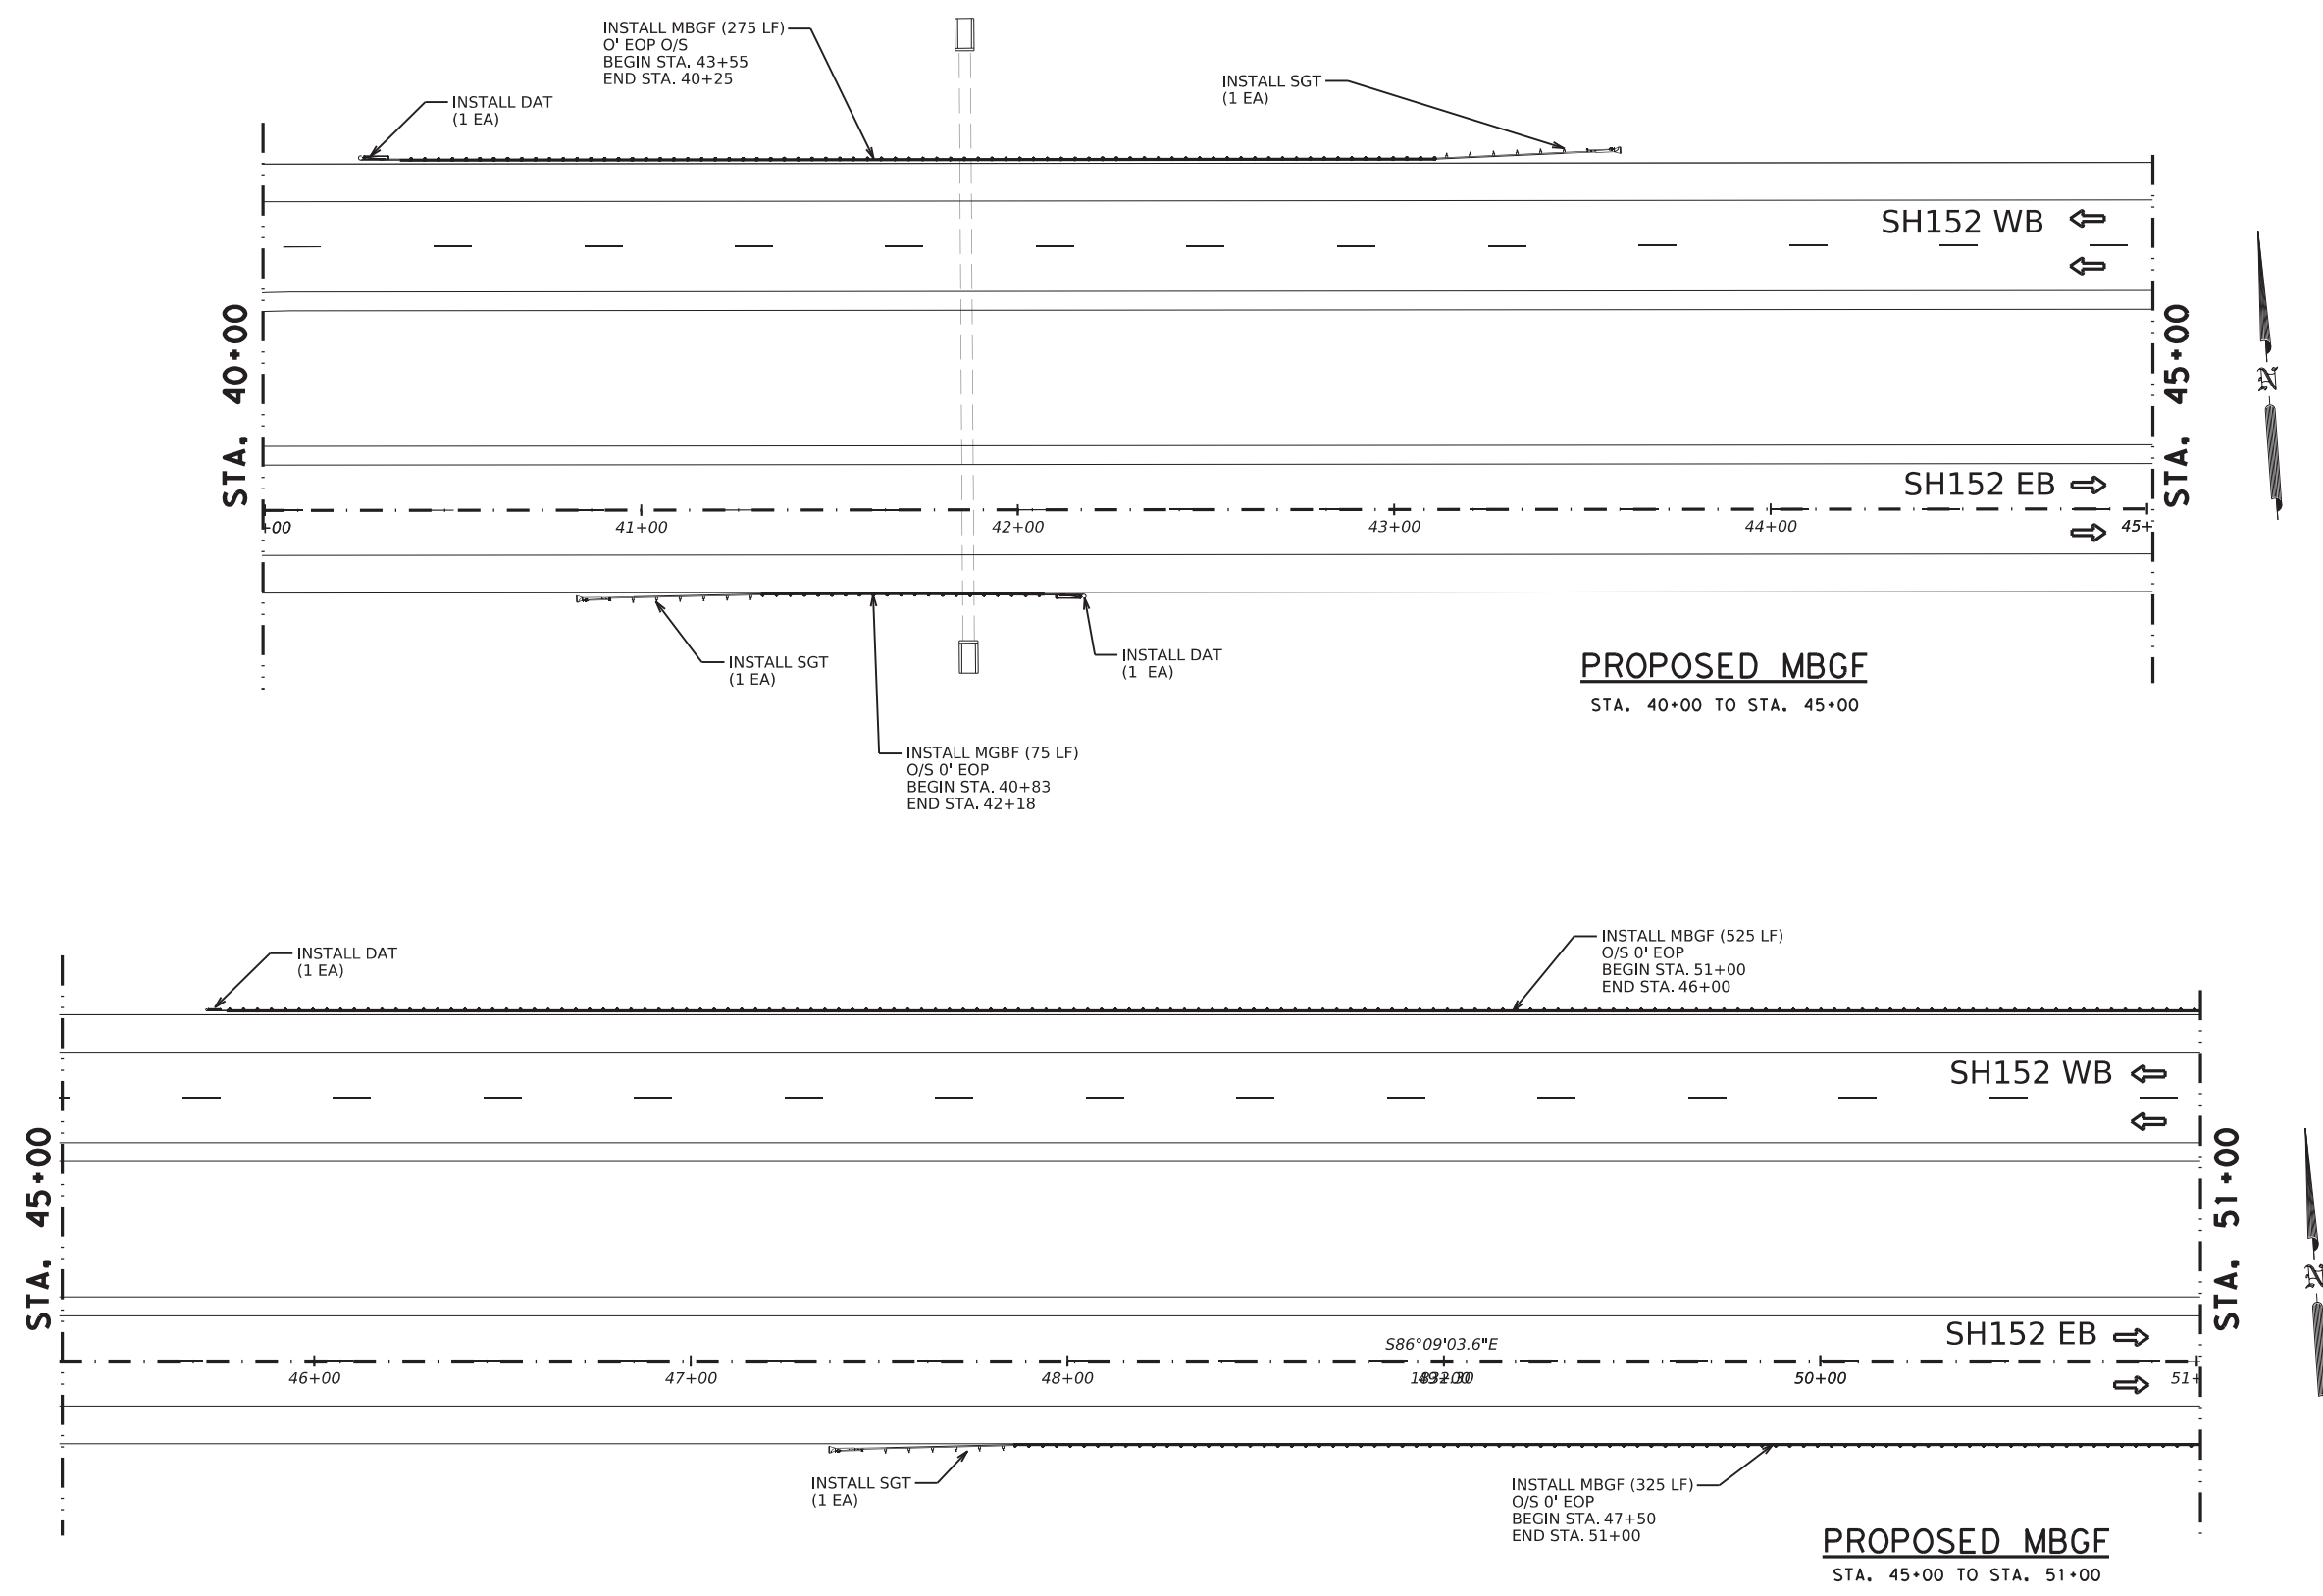 INSTALL MBGF (275 LF)
O' EOP O/S
BEGIN STA. 43+55
END STA. 40+25
INSTALL SGT
(1 EA)
INSTALL DAT
(1 EA)
SH152 WB
STA. 40+00
STA. 45+00
N
SH152 EB
+00
41+00
42+00
43+00
44+00
45+
INSTALL SGT
(1 EA)
INSTALL DAT
(1 EA)
PROPOSED MBGF
STA. 40+00 TO STA. 45+00
INSTALL MGBF (75 LF)
O/S 0' EOP
BEGIN STA. 40+83
END STA. 42+18
INSTALL DAT
(1 EA)
INSTALL MBGF (525 LF)
O/S 0' EOP
BEGIN STA. 51+00
END STA. 46+00
SH152 WB
STA. 45+00
STA. 51+00
N
SH152 EB
S86°09'03.6"E
46+00
47+00
48+00
50+00
51+
INSTALL SGT
(1 EA)
INSTALL MBGF (325 LF)
O/S 0' EOP
BEGIN STA. 47+50
END STA. 51+00
PROPOSED MBGF
STA. 45+00 TO STA. 51+00